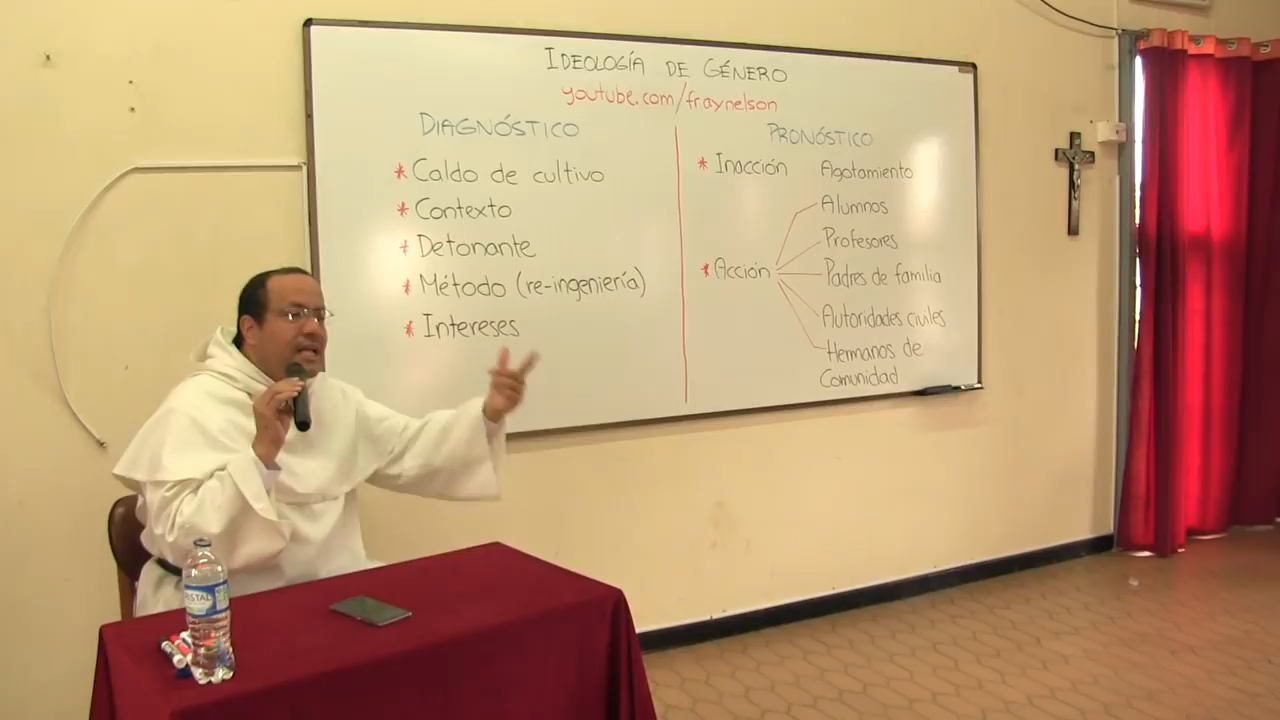 IDEOLOGÍA DE GÉNERO
youtube.com/fraynelson
DIAGNÓSTICO
* Caldo de cultivo
* Contexto
+ Detonante
* Método (re-ingeniería)
* Intereses
PRONÓSTICO
* Inacción Agotamiento
* Acción
Alumnos
Profesores
Padres de familia
Autoridades civiles
Hermanos de
Comunidad